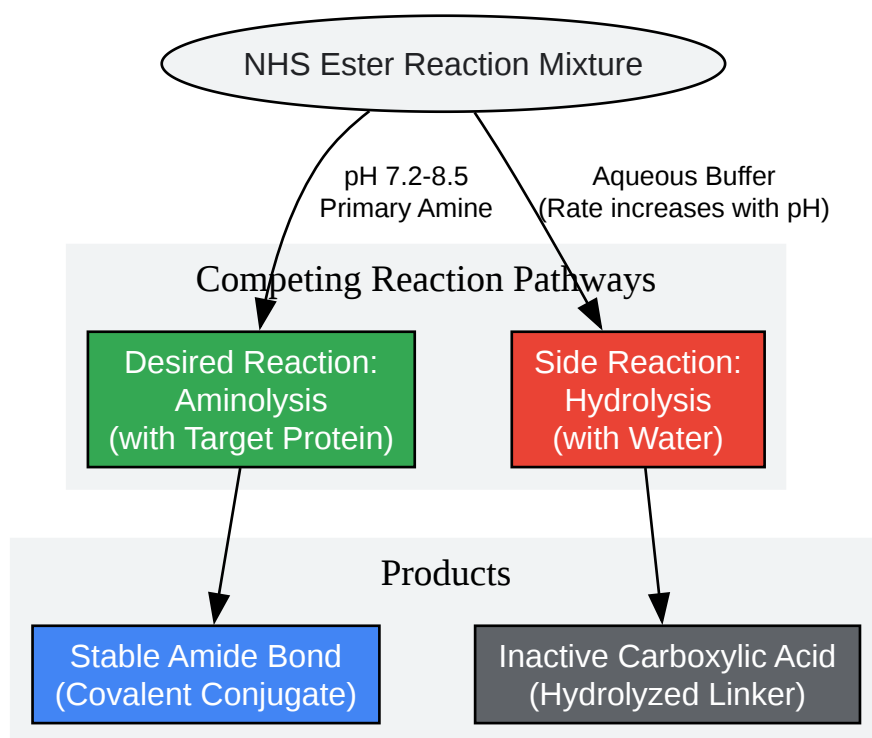 NHS Ester Reaction Mixture
pH 7.2-8.5
Primary Amine
Aqueous Buffer
(Rate increases with pH)
Competing Reaction Pathways
Desired Reaction:
Aminolysis
(with Target Protein)
Side Reaction:
Hydrolysis
(with Water)
Products
Stable Amide Bond
(Covalent Conjugate)
Inactive Carboxylic Acid
(Hydrolyzed Linker)